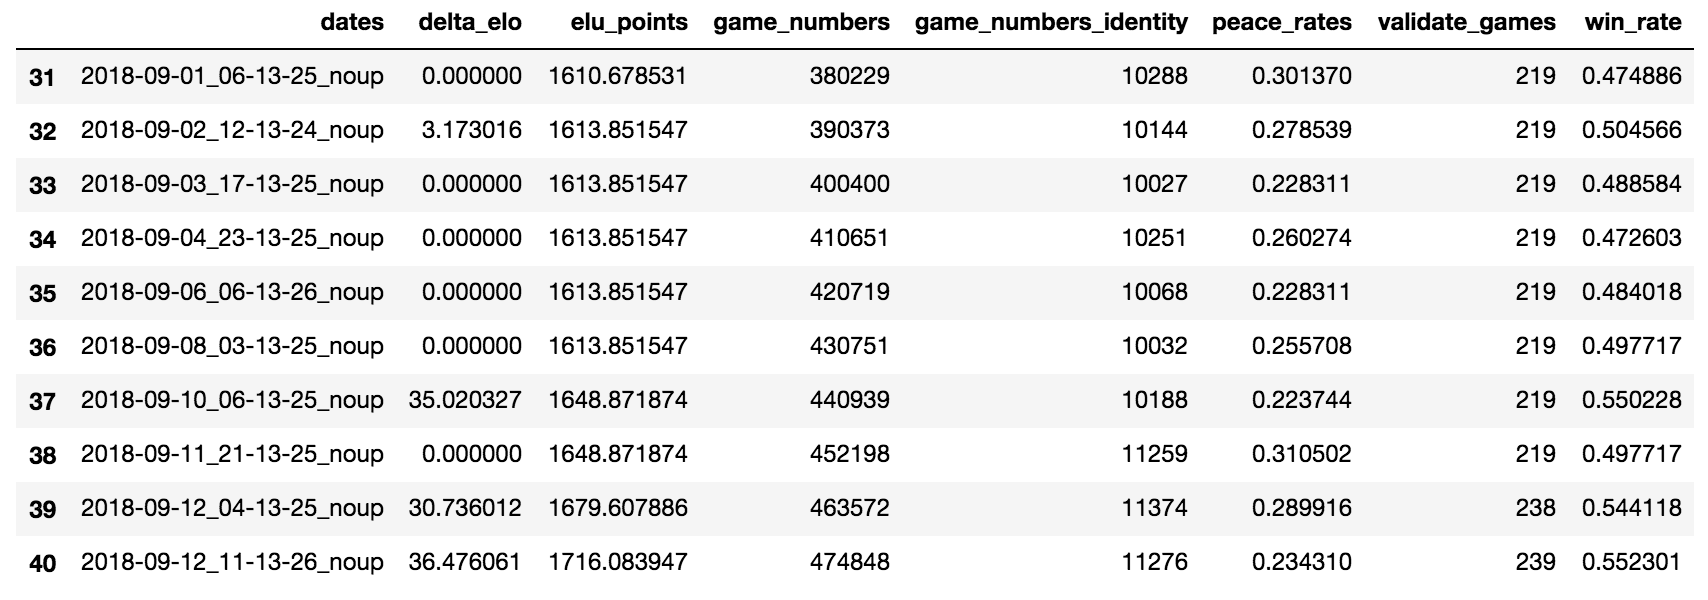 dates delta_elo elu_points game_numbers game_numbers_identity peace_rates validate_games win_rate
31 2018-09-01_06-13-25_noup 0.000000 1610.678531 380229 10288 0.301370 219 0.474886
32 2018-09-02_12-13-24_noup 3.173016 1613.851547 390373 10144 0.278539 219 0.504566
33 2018-09-03_17-13-25_noup 0.000000 1613.851547 400400 10027 0.228311 219 0.488584
34 2018-09-04_23-13-25_noup 0.000000 1613.851547 410651 10251 0.260274 219 0.472603
35 2018-09-06_06-13-26_noup 0.000000 1613.851547 420719 10068 0.228311 219 0.484018
36 2018-09-08_03-13-25_noup 0.000000 1613.851547 430751 10032 0.255708 219 0.497717
37 2018-09-10_06-13-25_noup 35.020327 1648.871874 440939 10188 0.223744 219 0.550228
38 2018-09-11_21-13-25_noup 0.000000 1648.871874 452198 11259 0.310502 219 0.497717
39 2018-09-12_04-13-25_noup 30.736012 1679.607886 463572 11374 0.289916 238 0.544118
40 2018-09-12_11-13-26_noup 36.476061 1716.083947 474848 11276 0.234310 239 0.552301